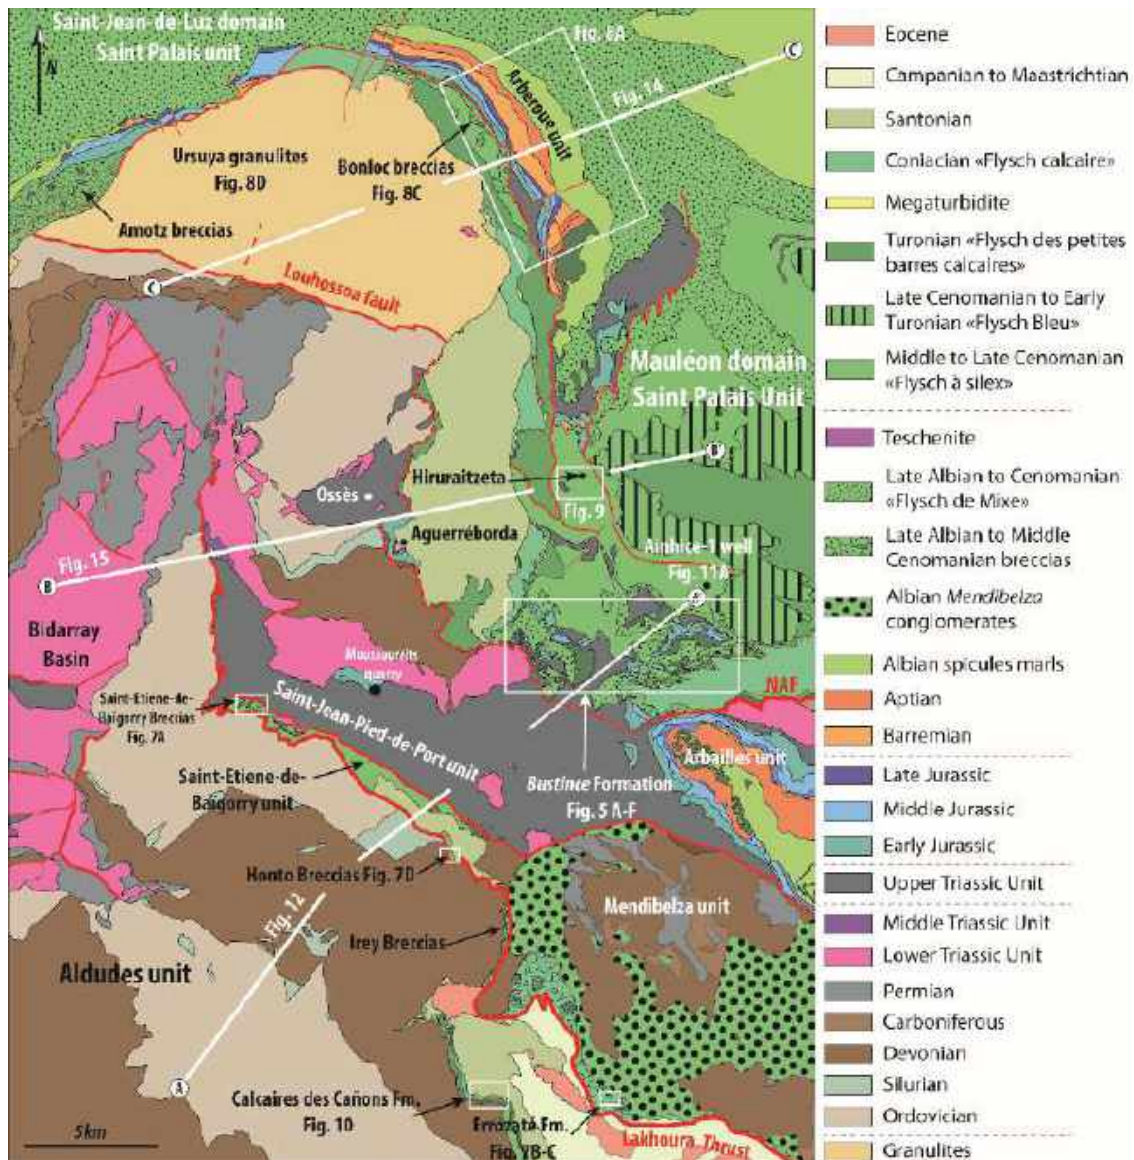 Saint-Jean-de-Luz domain
Saint Palais unit
N
Fig. 8A
C'
Fig. 14
Arberoue unit
Ursuya granulites
Fig. 8D
Bonloc breccias
Fig. 8C
Amotz breccias
C
Louhossoa fault
Mauléon domain
Saint Palais Unit
B'
Hiruraitzeta
Fig. 9
Ossès
Aguerréborda
Ainhice-1 well
Fig. 11A
A'
Fig. 15
B
Bidarray
Basin
Moussourits
quarry
NAF
Saint-Etiene-de-
Baigorry Breccias
Fig. 7A
Saint-Jean-Pied-de-Port unit
Arbailles unit
Saint-Etiene-de-
Baigorry unit
Bustince Formation
Fig. 5 A-F
Honto Breccias Fig. 7D
Mendibelza unit
Fig. 12
Irey Breccias
Aldudes unit
A
Calcaires des Cañons Fm.
Fig. 10
Errozaté Fm.
Fig. 7B-C
Lakhoura Thrust
5km
Eocene
Campanian to Maastrichtian
Santonian
Coniacian «Flysch calcaire»
Megaturbidite
Turonian «Flysch des petites
barres calcaires»
Late Cenomanian to Early
Turonian «Flysch Bleu»
Middle to Late Cenomanian
«Flysch à silex»
Teschenite
Late Albian to Cenomanian
«Flysch de Mixe»
Late Albian to Middle
Cenomanian breccias
Albian Mendibelza
conglomerates
Albian spicules marls
Aptian
Barremian
Late Jurassic
Middle Jurassic
Early Jurassic
Upper Triassic Unit
Middle Triassic Unit
Lower Triassic Unit
Permian
Carboniferous
Devonian
Silurian
Ordovician
Granulites